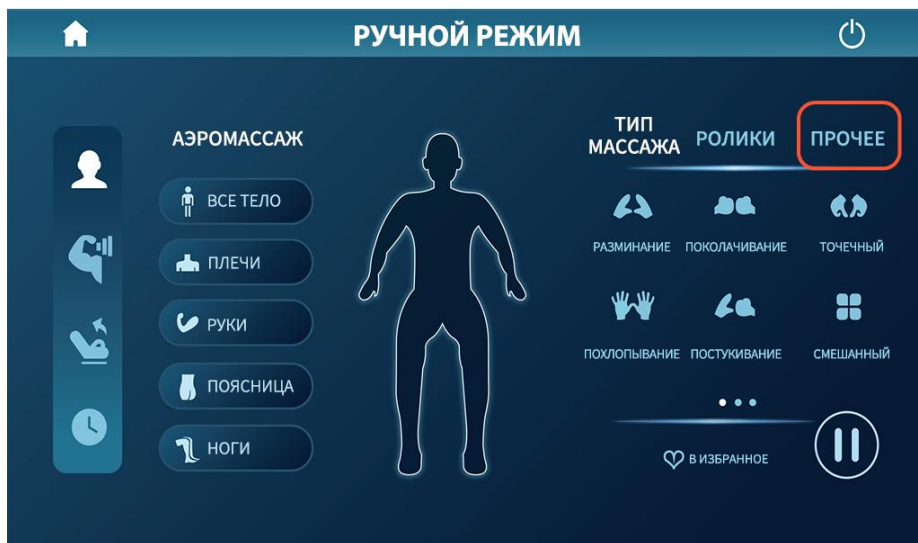 РУЧНОЙ РЕЖИМ
АЭРОМАССАЖ
ВСЕ ТЕЛО
ПЛЕЧИ
РУКИ
ПОЯСНИЦА
НОГИ
ТИП
МАССАЖА
РОЛИКИ
ПРОЧЕЕ
РАЗМИНАНИЕ
ПОКОЛАЧИВАНИЕ
ТОЧЕЧНЫЙ
ПОХЛОПЫВАНИЕ
ПОСТУКИВАНИЕ
СМЕШАННЫЙ
В ИЗБРАННОЕ